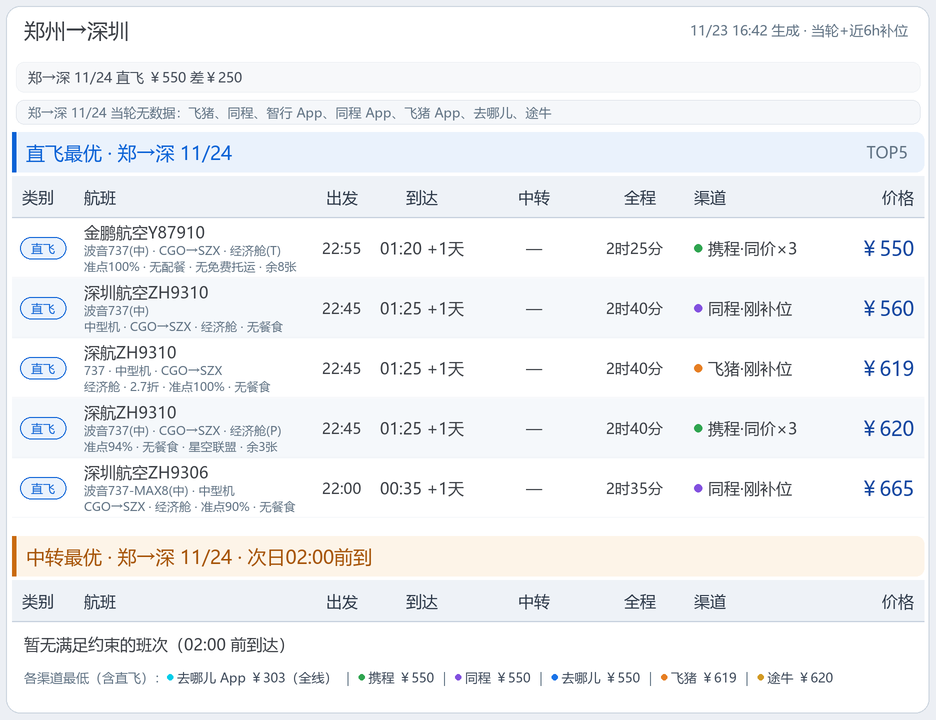 郑州→深圳
11/23 16:42 生成 · 当轮+近6h补位
郑→深 11/24 直飞 ￥550 差￥250
郑→深 11/24 当轮无数据：飞猪、同程、智行 App、同程 App、飞猪 App、去哪儿、途牛
直飞最优 · 郑→深 11/24 TOP5
类别 航班 出发 到达 中转 全程 渠道 价格
金鹏航空Y87910
直飞 22:55 01:20 +1天 — 2时25分 携程·同价×3 ￥550
波音737(中) · CGO→SZX · 经济舱(T)
准点100% · 无配餐 · 无免费托运 · 余8张
深圳航空ZH9310
直飞 22:45 01:25 +1天 — 2时40分 同程·刚补位 ￥560
波音737(中)
中型机 · CGO→SZX · 经济舱 · 无餐食
深航ZH9310
直飞 22:45 01:25 +1天 — 2时40分 飞猪·刚补位 ￥619
737 · 中型机 · CGO→SZX
经济舱 · 2.7折 · 准点100% · 无餐食
深航ZH9310
直飞 22:45 01:25 +1天 — 2时40分 携程·同价×3 ￥620
波音737(中) · CGO→SZX · 经济舱(P)
准点94% · 无餐食 · 星空联盟 · 余3张
深圳航空ZH9306
直飞 22:00 00:35 +1天 — 2时35分 同程·刚补位 ￥665
波音737-MAX8(中) · 中型机
CGO→SZX · 经济舱 · 准点90% · 无餐食
中转最优 · 郑→深 11/24 · 次日02:00前到
类别 航班 出发 到达 中转 全程 渠道 价格
暂无满足约束的班次（02:00 前到达）
各渠道最低（含直飞）: 去哪儿 App ￥303（全线） | 携程 ￥550 | 同程 ￥550 | 去哪儿 ￥550 | 飞猪 ￥619 | 途牛 ￥620